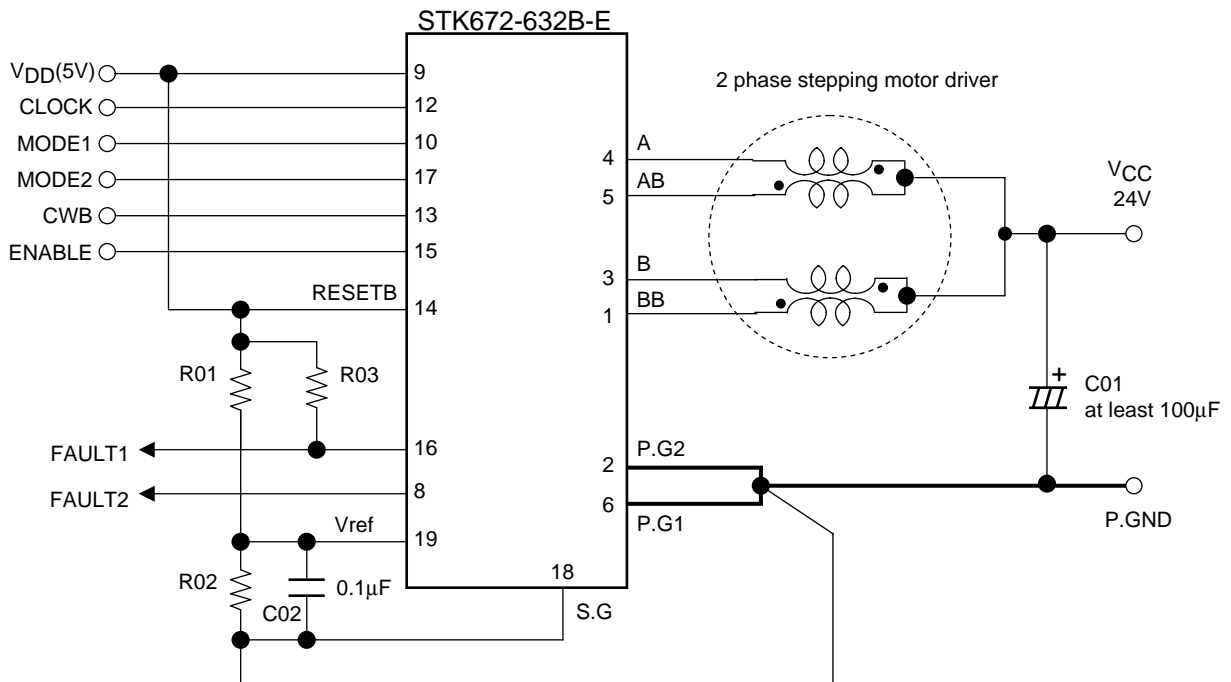 STK672-632B-E
VDD(5V)
CLOCK
MODE1
MODE2
CWB
ENABLE
9
12
10
17
13
15
RESETB
14
R01
R03
FAULT1
16
FAULT2
8
Vref
19
R02
0.1µF
C02
18
S.G
2 phase stepping motor driver
4
A
5
AB
3
B
1
BB
VCC
24V
+
C01
at least 100µF
2
P.G2
6
P.G1
P.GND